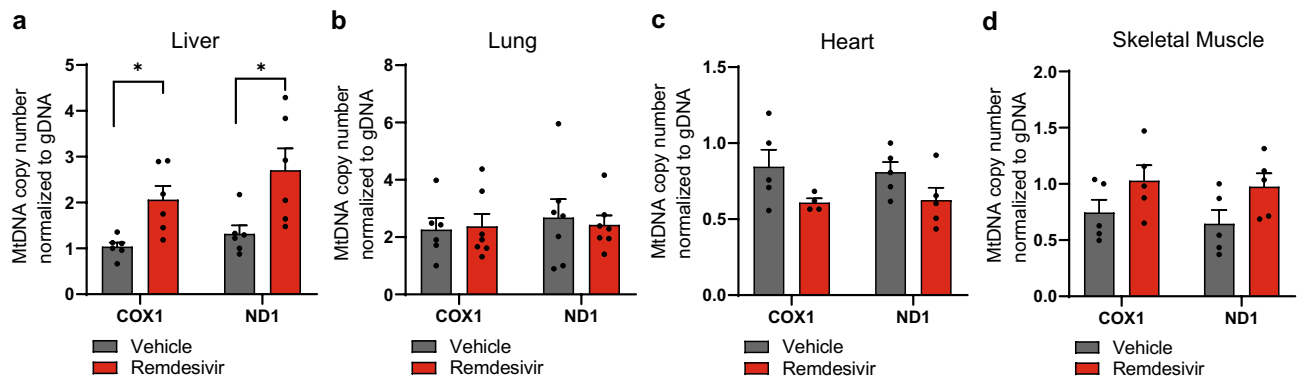 a
Liver
MtDNA copy number
normalized to gDNA
5
4
3
2
1
0
*
*
COX1
ND1
Vehicle
Remdesivir
b
Lung
MtDNA copy number
normalized to gDNA
8
6
4
2
0
COX1
ND1
Vehicle
Remdesivir
c
Heart
MtDNA copy number
normalized to gDNA
1.5
1.0
0.5
0.0
COX1
ND1
Vehicle
Remdesivir
d
Skeletal Muscle
MtDNA copy number
normalized to gDNA
2.0
1.5
1.0
0.5
0.0
COX1
ND1
Vehicle
Remdesivir